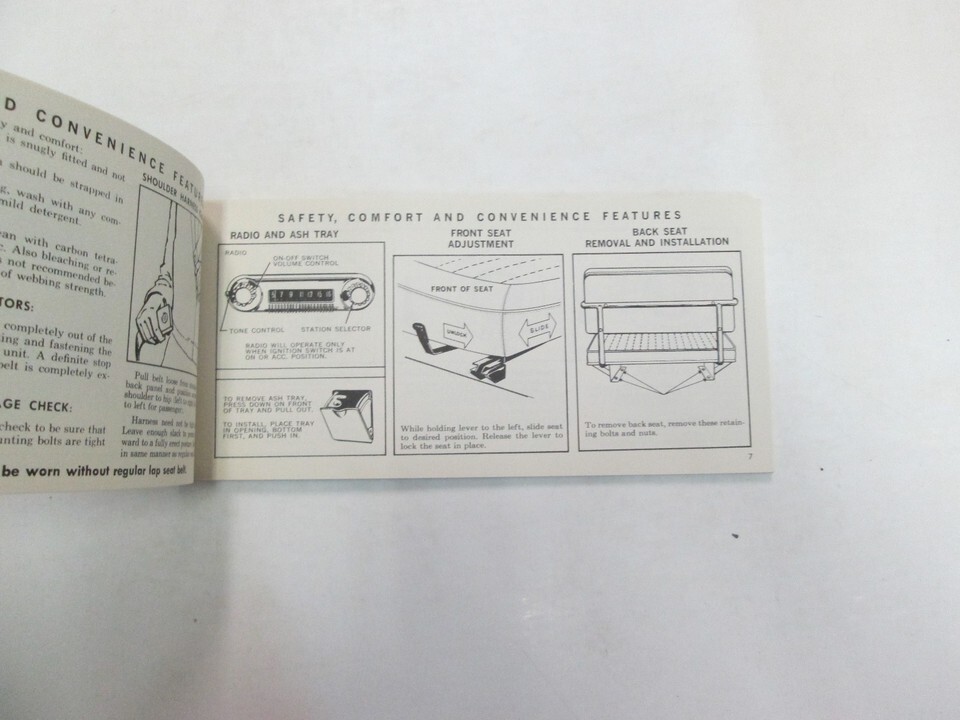 D CONVENIENCE FEATU
y and comfort:
is snugly fitted and not
should be strapped in
g, wash with any com-
mild detergent.
an with carbon tetra-
c. Also bleaching or re-
s not recommended be-
of webbing strength.
TORS:
completely out of the
ing and fastening the
unit. A definite stop
belt is completely ex-
AGE CHECK:
check to be sure that
unting bolts are tight
be worn without regular lap seat belt.
SHOULDER HARNESS
Pull belt loose from
back panel and
shoulder to hip.
to left for passenger.
Harness need not be
Leave enough slack
ward to a fully erect
in same manner as regular
SAFETY, COMFORT AND CONVENIENCE FEATURES
RADIO AND ASH TRAY
RADIO
ON-OFF SWITCH
VOLUME CONTROL
TONE CONTROL
STATION SELECTOR
RADIO WILL OPERATE ONLY
WHEN IGNITION SWITCH IS AT
ON OR ACC. POSITION.
TO REMOVE ASH TRAY,
PRESS DOWN ON FRONT
OF TRAY AND PULL OUT.
TO INSTALL, PLACE TRAY
IN OPENING, BOTTOM
FIRST, AND PUSH IN.
FRONT SEAT
ADJUSTMENT
FRONT OF SEAT
UNLOCK
SLIDE
While holding lever to the left, slide seat
to desired position. Release the lever to
lock the seat in place.
BACK SEAT
REMOVAL AND INSTALLATION
To remove back seat, remove these retain-
ing bolts and nuts.
7